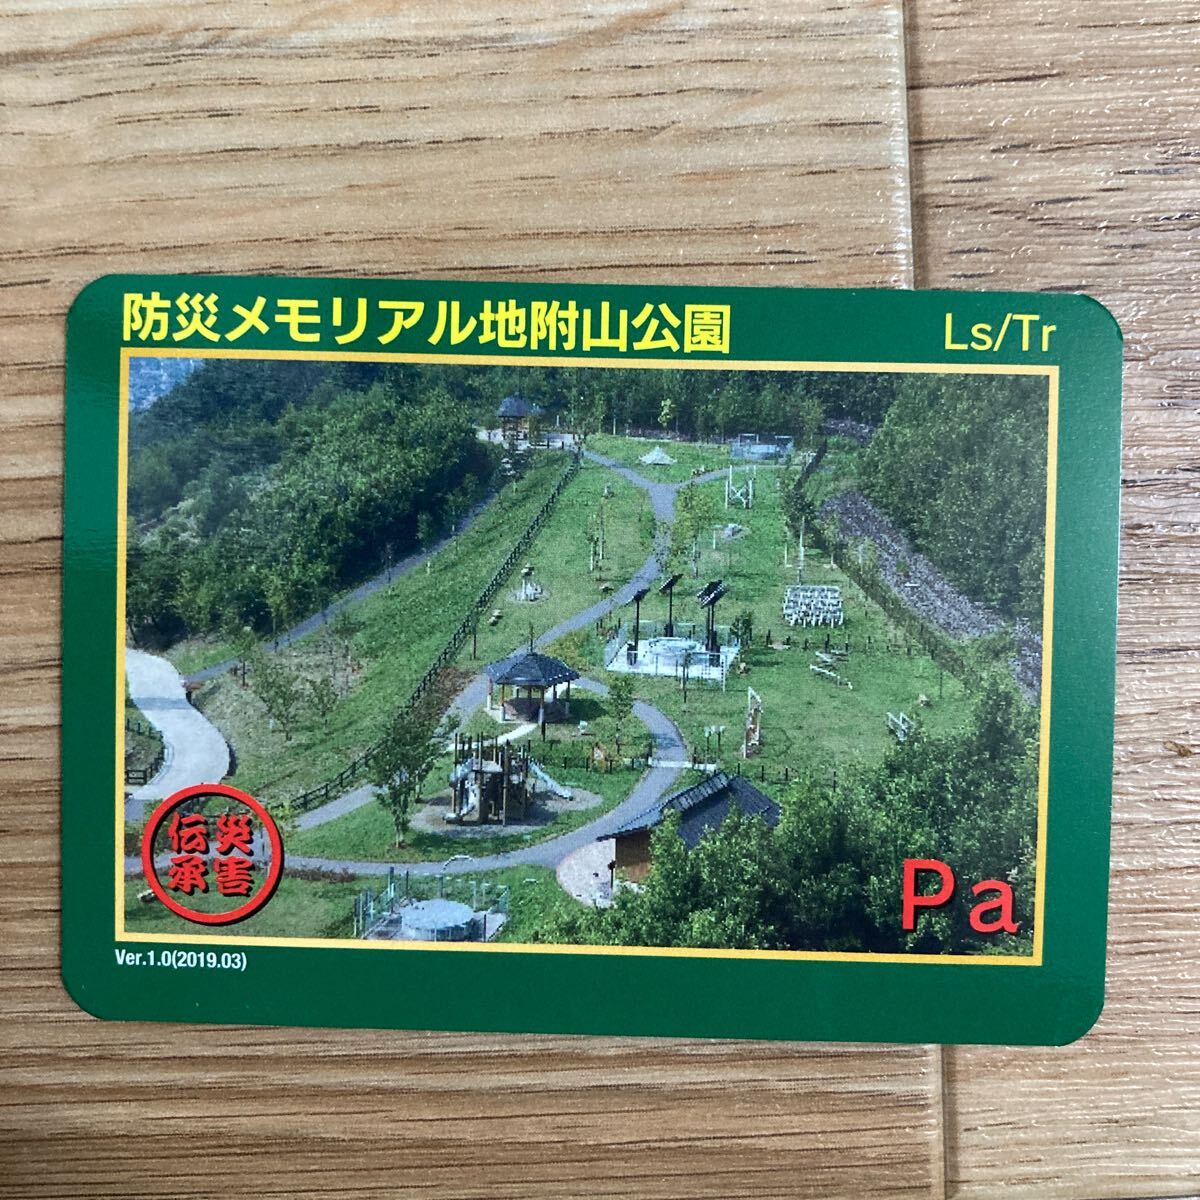 防災メモリアル地附山公園
Ls/Tr
災害
伝承
Pa
Ver.1.0(2019.03)